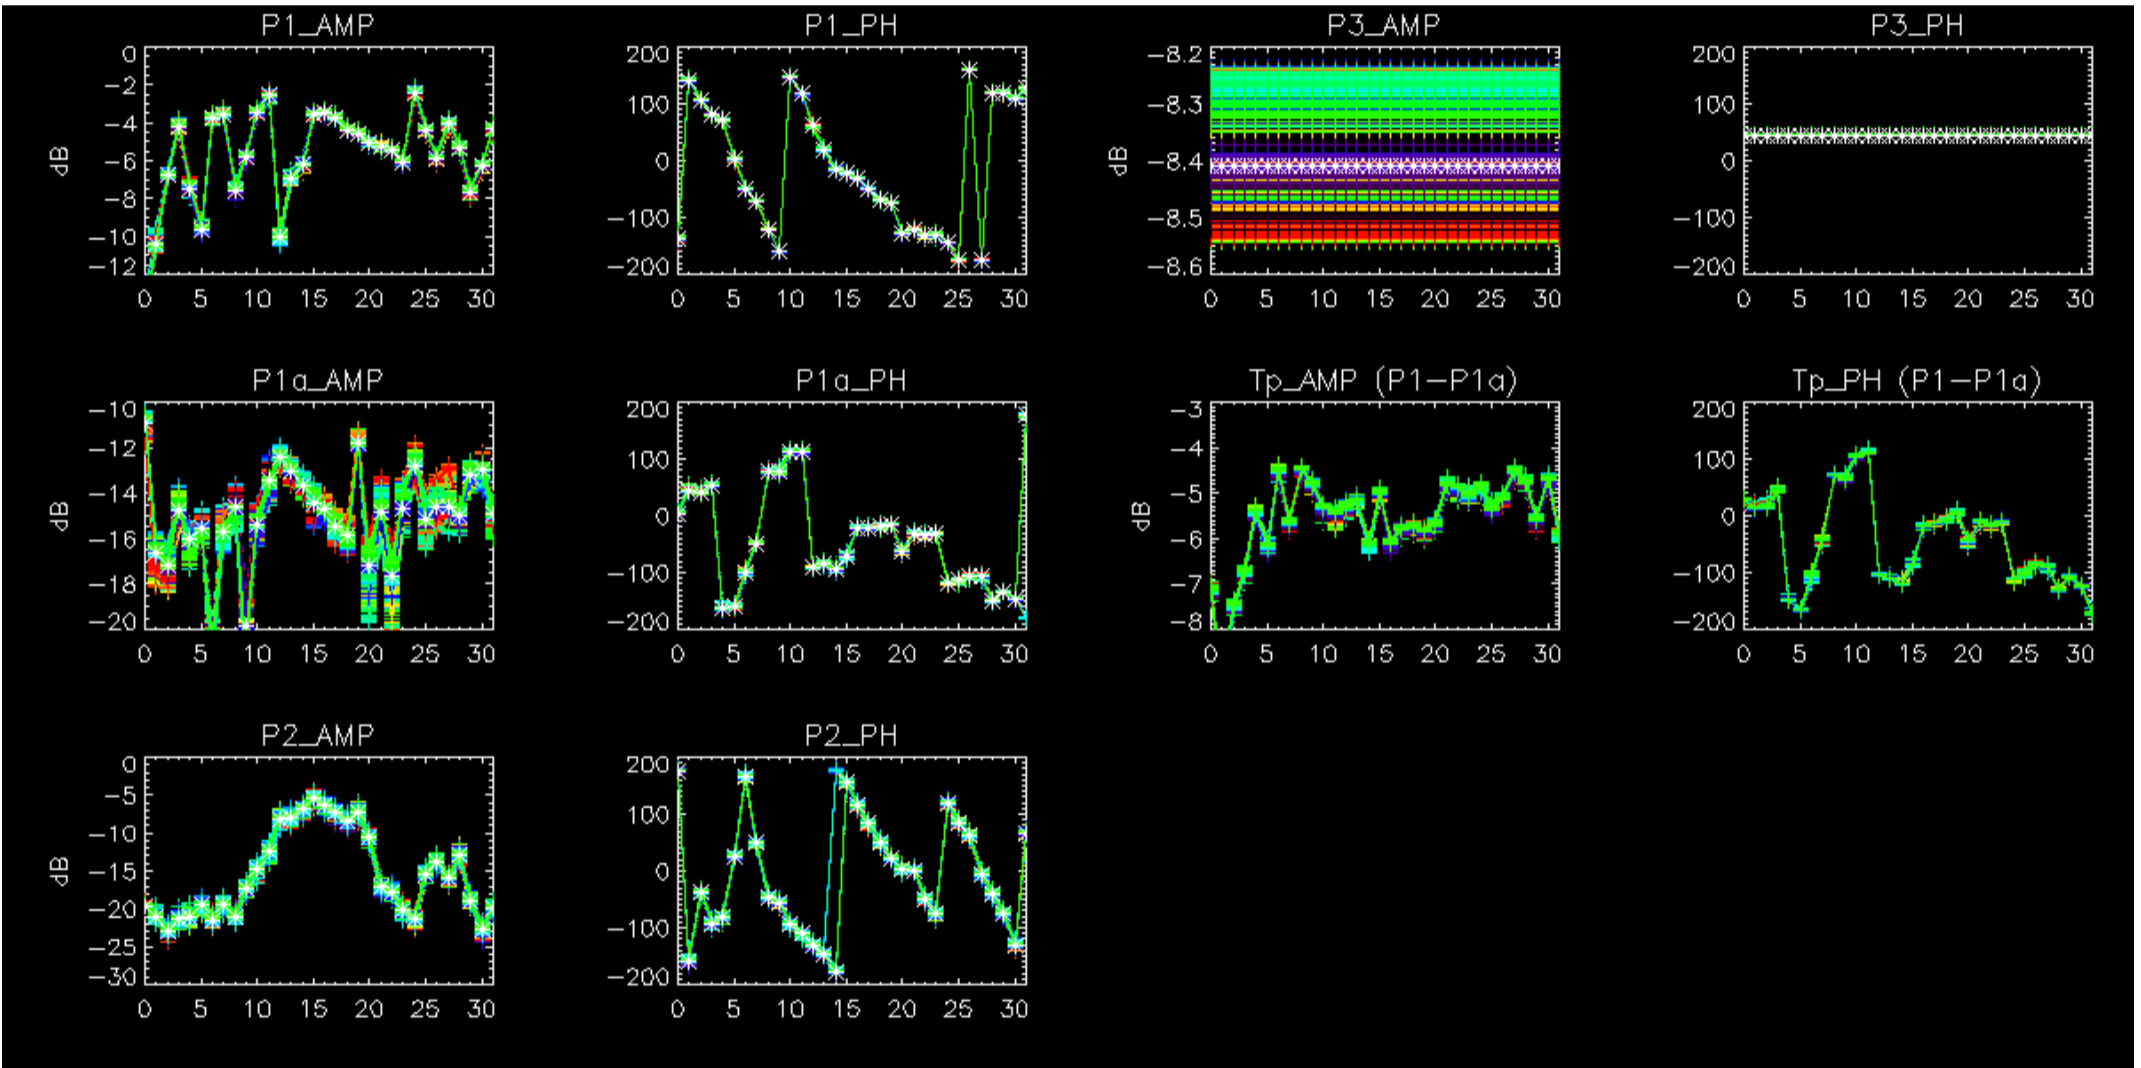 P1_AMP
P1_PH
P3_AMP
P3_PH
dB
0
−2
−4
−6
−8
−10
−12
0 5 10 15 20 25 30
200
100
0
−100
−200
0 5 10 15 20 25 30
dB
−8.2
−8.3
−8.4
−8.5
−8.6
0 5 10 15 20 25 30
200
100
0
−100
−200
0 5 10 15 20 25 30
P1a_AMP
P1a_PH
Tp_AMP (P1−P1a)
Tp_PH (P1−P1a)
dB
−10
−12
−14
−16
−18
−20
0 5 10 15 20 25 30
200
100
0
−100
−200
0 5 10 15 20 25 30
dB
−3
−4
−5
−6
−7
−8
0 5 10 15 20 25 30
200
100
0
−100
−200
0 5 10 15 20 25 30
P2_AMP
P2_PH
dB
0
−5
−10
−15
−20
−25
−30
0 5 10 15 20 25 30
200
100
0
−100
−200
0 5 10 15 20 25 30